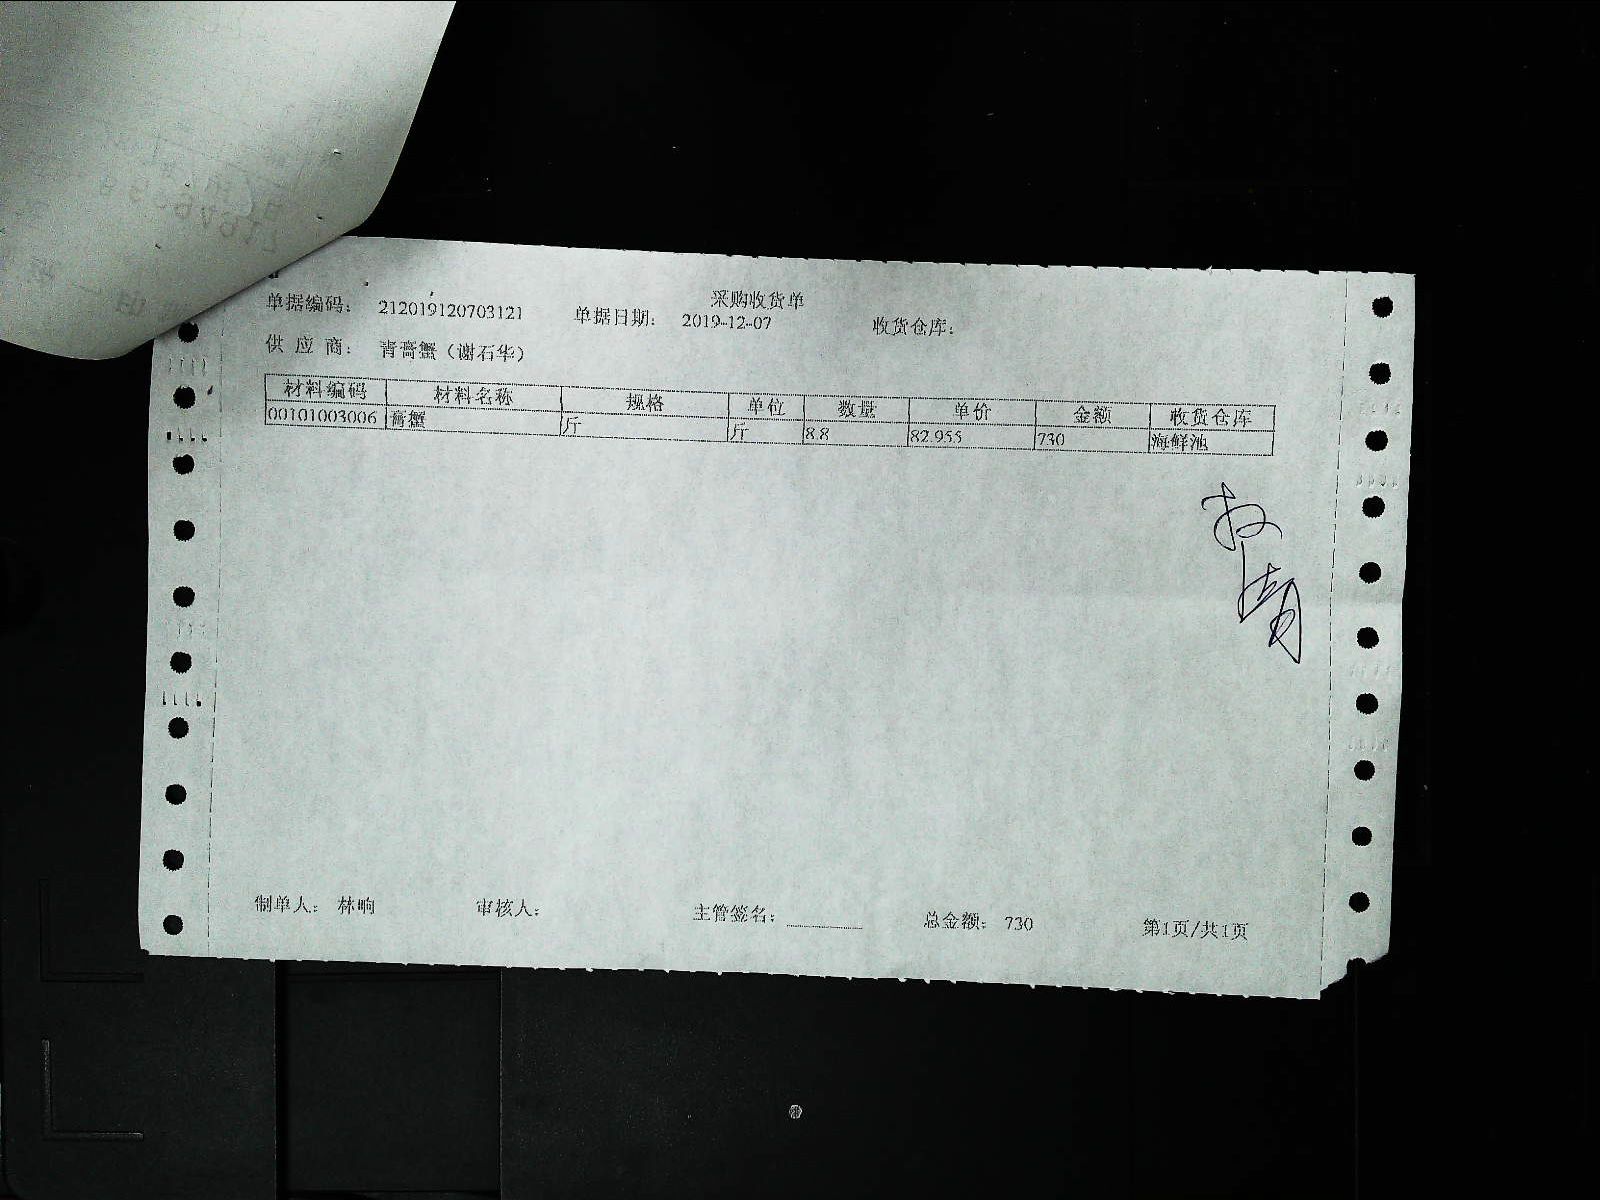 采购收货单
单据编码： 212019120703121 单据日期： 2019-12-07 收货仓库：
供 应 商： 青膏蟹（谢石华）
材料编码 材料名称 规格 单位 数量 单价 金额 收货仓库
00101003006 膏蟹 斤 斤 8.8 82.955 730 海鲜池
制单人： 林响 审核人： 主管签名： 总金额： 730 第1页/共1页